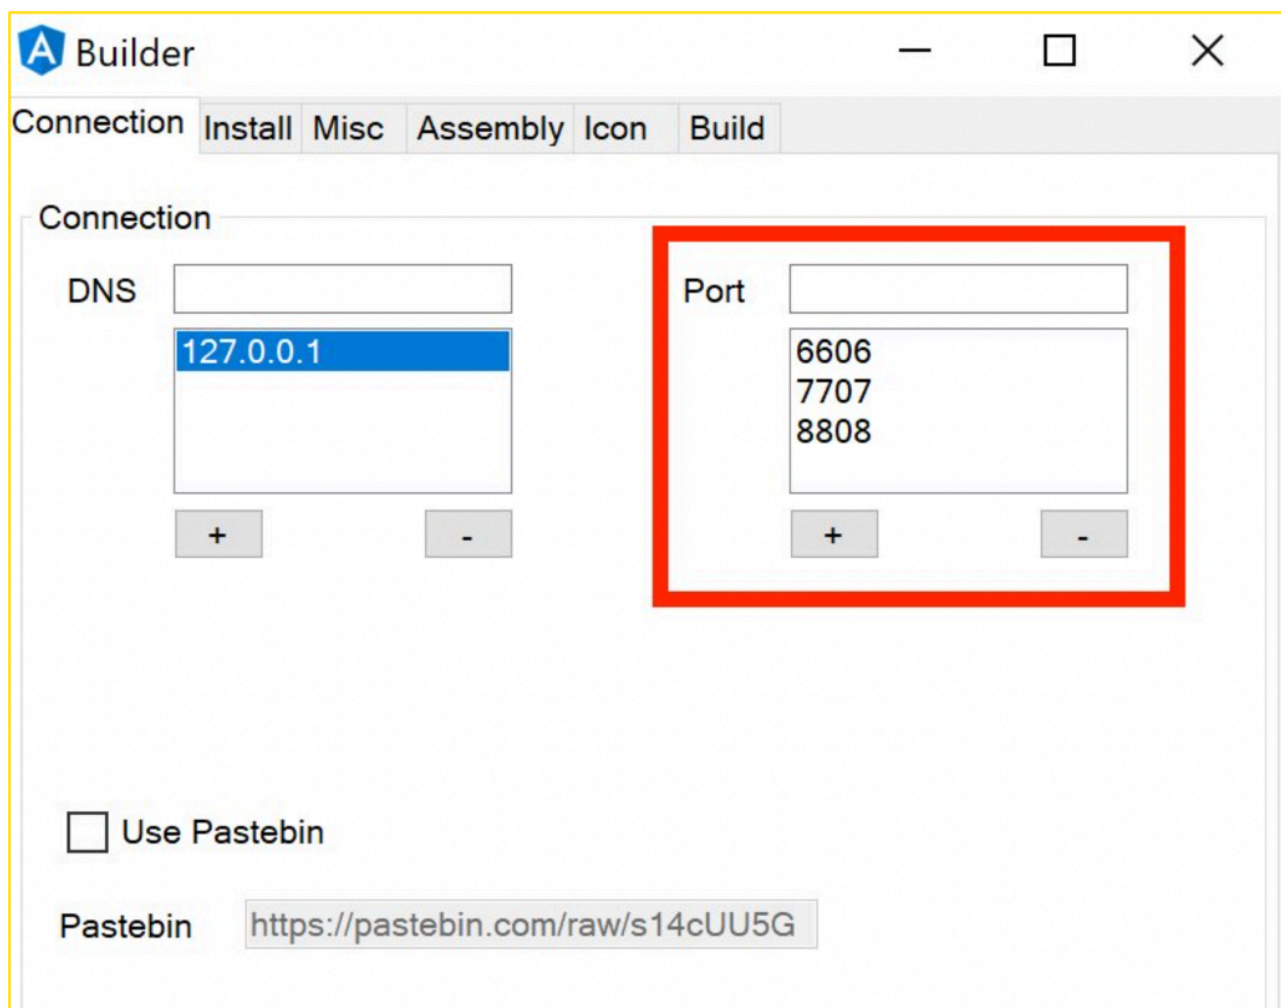 Builder
Connection Install Misc Assembly Icon Build
Connection
DNS
Port
127.0.0.1
6606
7707
8808
+ - + -
Use Pastebin
Pastebin https://pastebin.com/raw/s14cUU5G